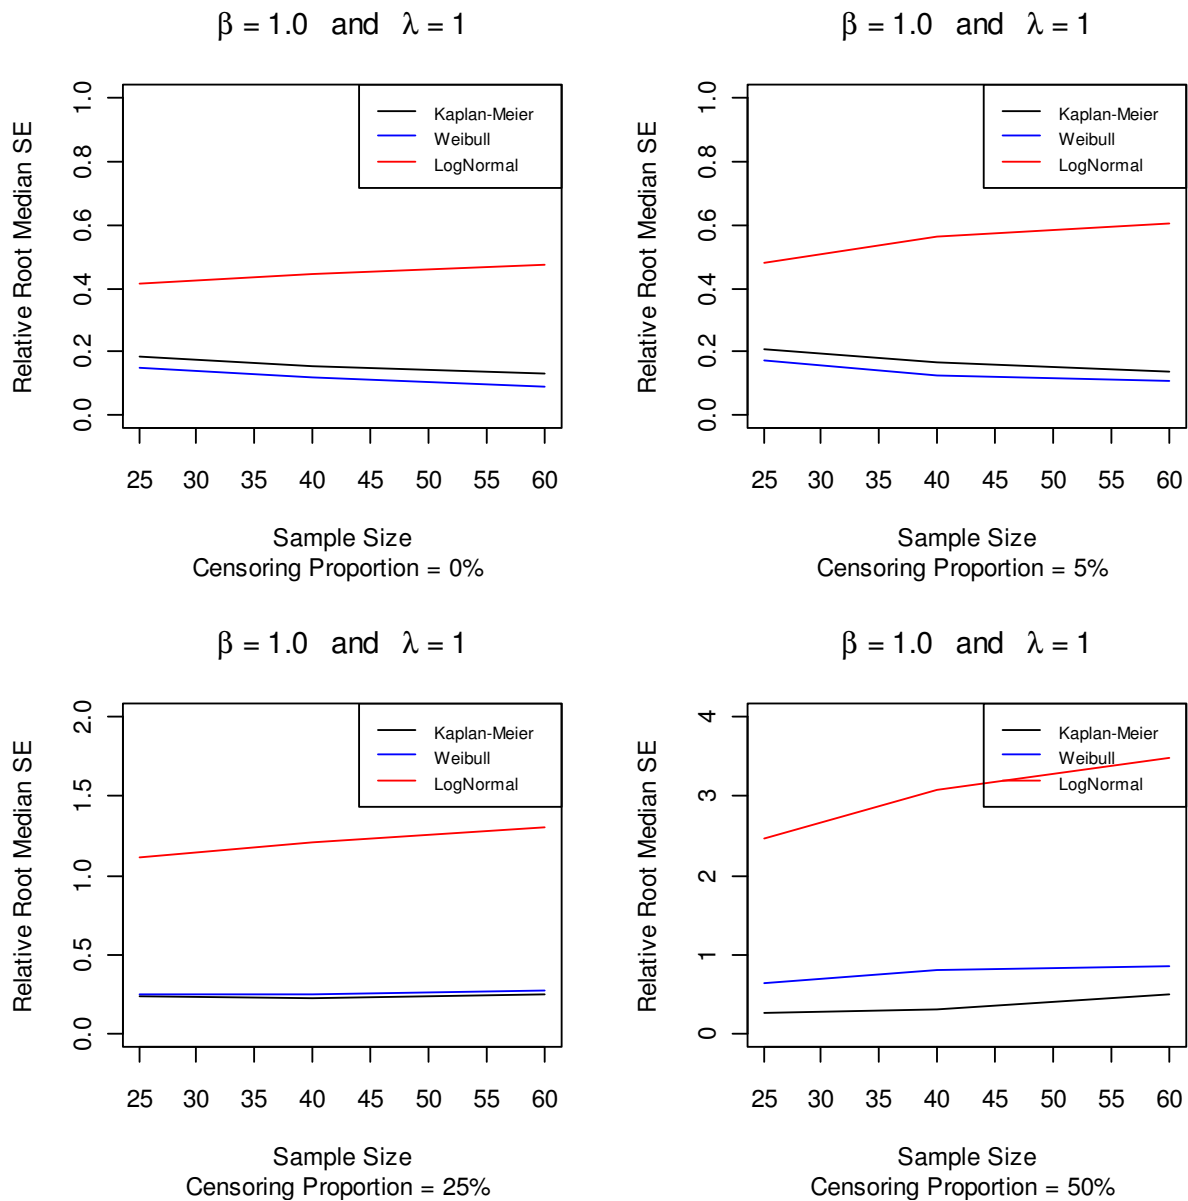 β = 1.0 and λ = 1
Relative Root Median SE
1.0
0.8
0.6
0.4
0.2
0.0
Kaplan-Meier
Weibull
LogNormal
25 30 35 40 45 50 55 60
Sample Size
Censoring Proportion = 0%
β = 1.0 and λ = 1
Relative Root Median SE
1.0
0.8
0.6
0.4
0.2
0.0
Kaplan-Meier
Weibull
LogNormal
25 30 35 40 45 50 55 60
Sample Size
Censoring Proportion = 5%
β = 1.0 and λ = 1
Relative Root Median SE
2.0
1.5
1.0
0.5
0.0
Kaplan-Meier
Weibull
LogNormal
25 30 35 40 45 50 55 60
Sample Size
Censoring Proportion = 25%
β = 1.0 and λ = 1
Relative Root Median SE
4
3
2
1
0
Kaplan-Meier
Weibull
LogNormal
25 30 35 40 45 50 55 60
Sample Size
Censoring Proportion = 50%